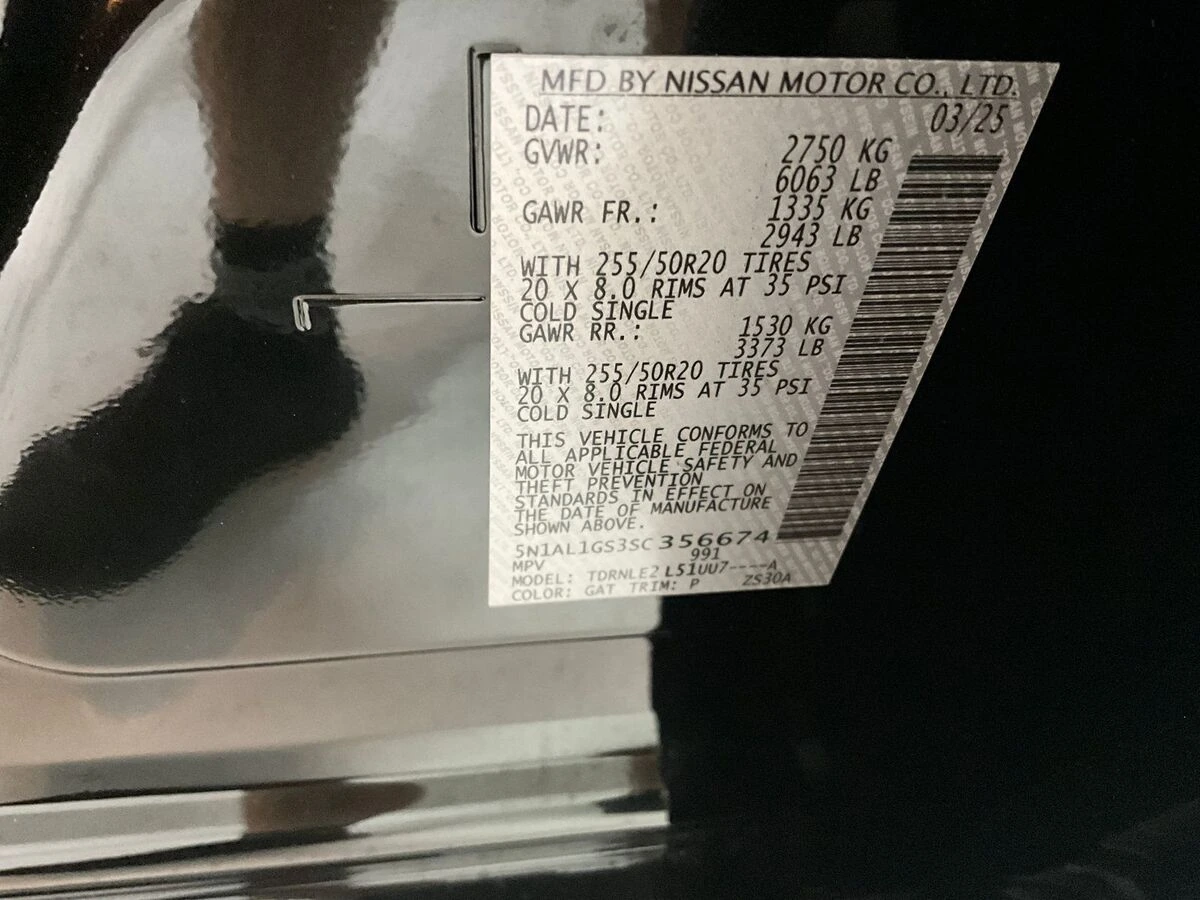 MFD BY NISSAN MOTOR CO., LTD.
DATE: 03/25
GVWR: 2750 KG
6063 LB
GAWR FR.: 1335 KG
2943 LB
WITH 255/50R20 TIRES
20 X 8.0 RIMS AT 35 PSI
COLD SINGLE
GAWR RR.: 1530 KG
3373 LB
WITH 255/50R20 TIRES
20 X 8.0 RIMS AT 35 PSI
COLD SINGLE
THIS VEHICLE CONFORMS TO
ALL APPLICABLE FEDERAL
MOTOR VEHICLE SAFETY AND
THEFT PREVENTION
STANDARDS IN EFFECT ON
THE DATE OF MANUFACTURE
SHOWN ABOVE.
5N1AL1GS3SC356674
MPV 991
MODEL: TDRNLE2 L51UU7----A
COLOR: GAT TRIM: P ZS30A